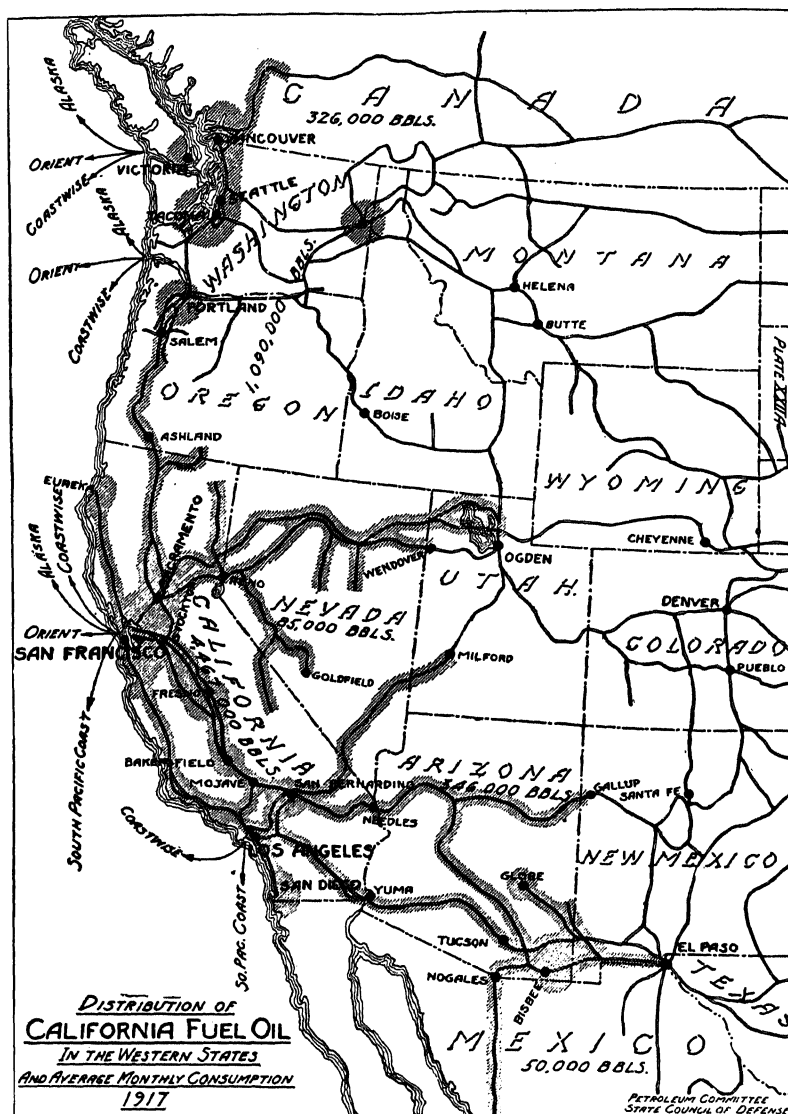 ALASKA
CANADA
326,000 BBLS.
VANCOUVER
ORIENT
VICTORIA
COASTWISE
SEATTLE
TACOMA
WASHINGTON
ALASKA
ORIENT
COASTWISE
MONTANA
HELENA
BUTTE
PORTLAND
SALEM
1,090,000 BBLS.
OREGON
IDAHO
BOISE
PLATE XXIIA
ASHLAND
WYOMING
CHEYENNE
EUREKA
ALASKA
COASTWISE
SACRAMENTO
RENO
WENDOVER
OGDEN
UTAH.
NEVADA
STOCKTON
ORIENT
SAN FRANCISCO
CALIFORNIA
DENVER
COLORADO
PUEBLO
GOLDFIELD
MILFORD
FRESNO
SOUTH PACIFIC COAST
BAKERSFIELD
MOJAVE
SAN BERNARDINO
NEEDLES
ARIZONA
546,000 BBLS.
GALLUP
SANTA FE
COASTWISE
LOS ANGELES
NEW MEXICO
SO. PAC. COAST
SAN DIEGO
YUMA
GLOBE
TUCSON
NOGALES
BISBEE
EL PASO
TEXAS
MEXICO
50,000 BBLS.
DISTRIBUTION OF
CALIFORNIA FUEL OIL
IN THE WESTERN STATES
AND AVERAGE MONTHLY CONSUMPTION
1917
PETROLEUM COMMITTEE
STATE COUNCIL OF DEFENSE